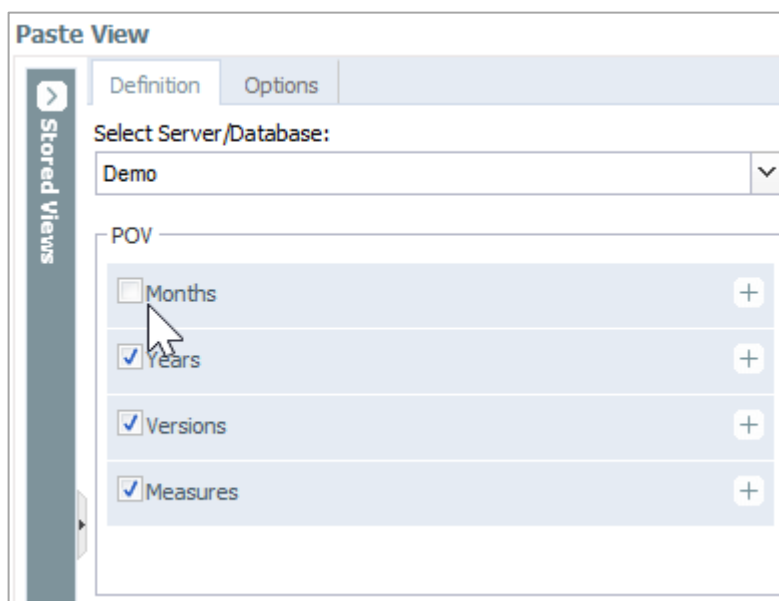 Paste View
Stored Views
Definition Options
Select Server/Database:
Demo
POV
Months
Years
Versions
Measures